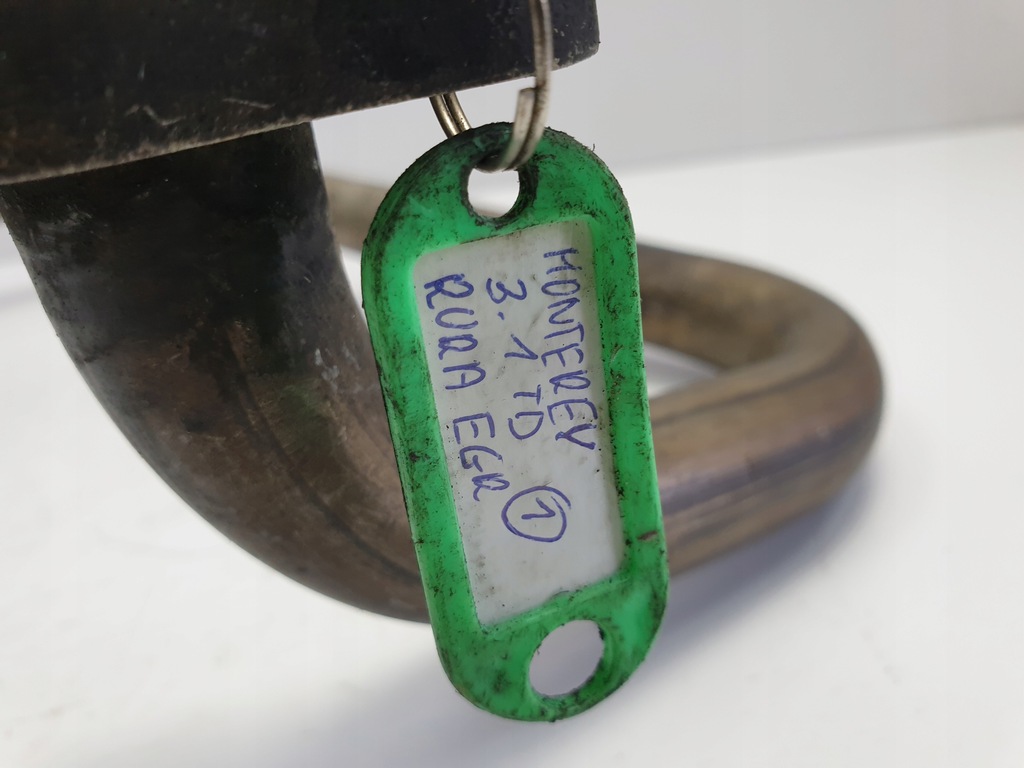 MONTEREY
3.1 TD
RURA EGR ①